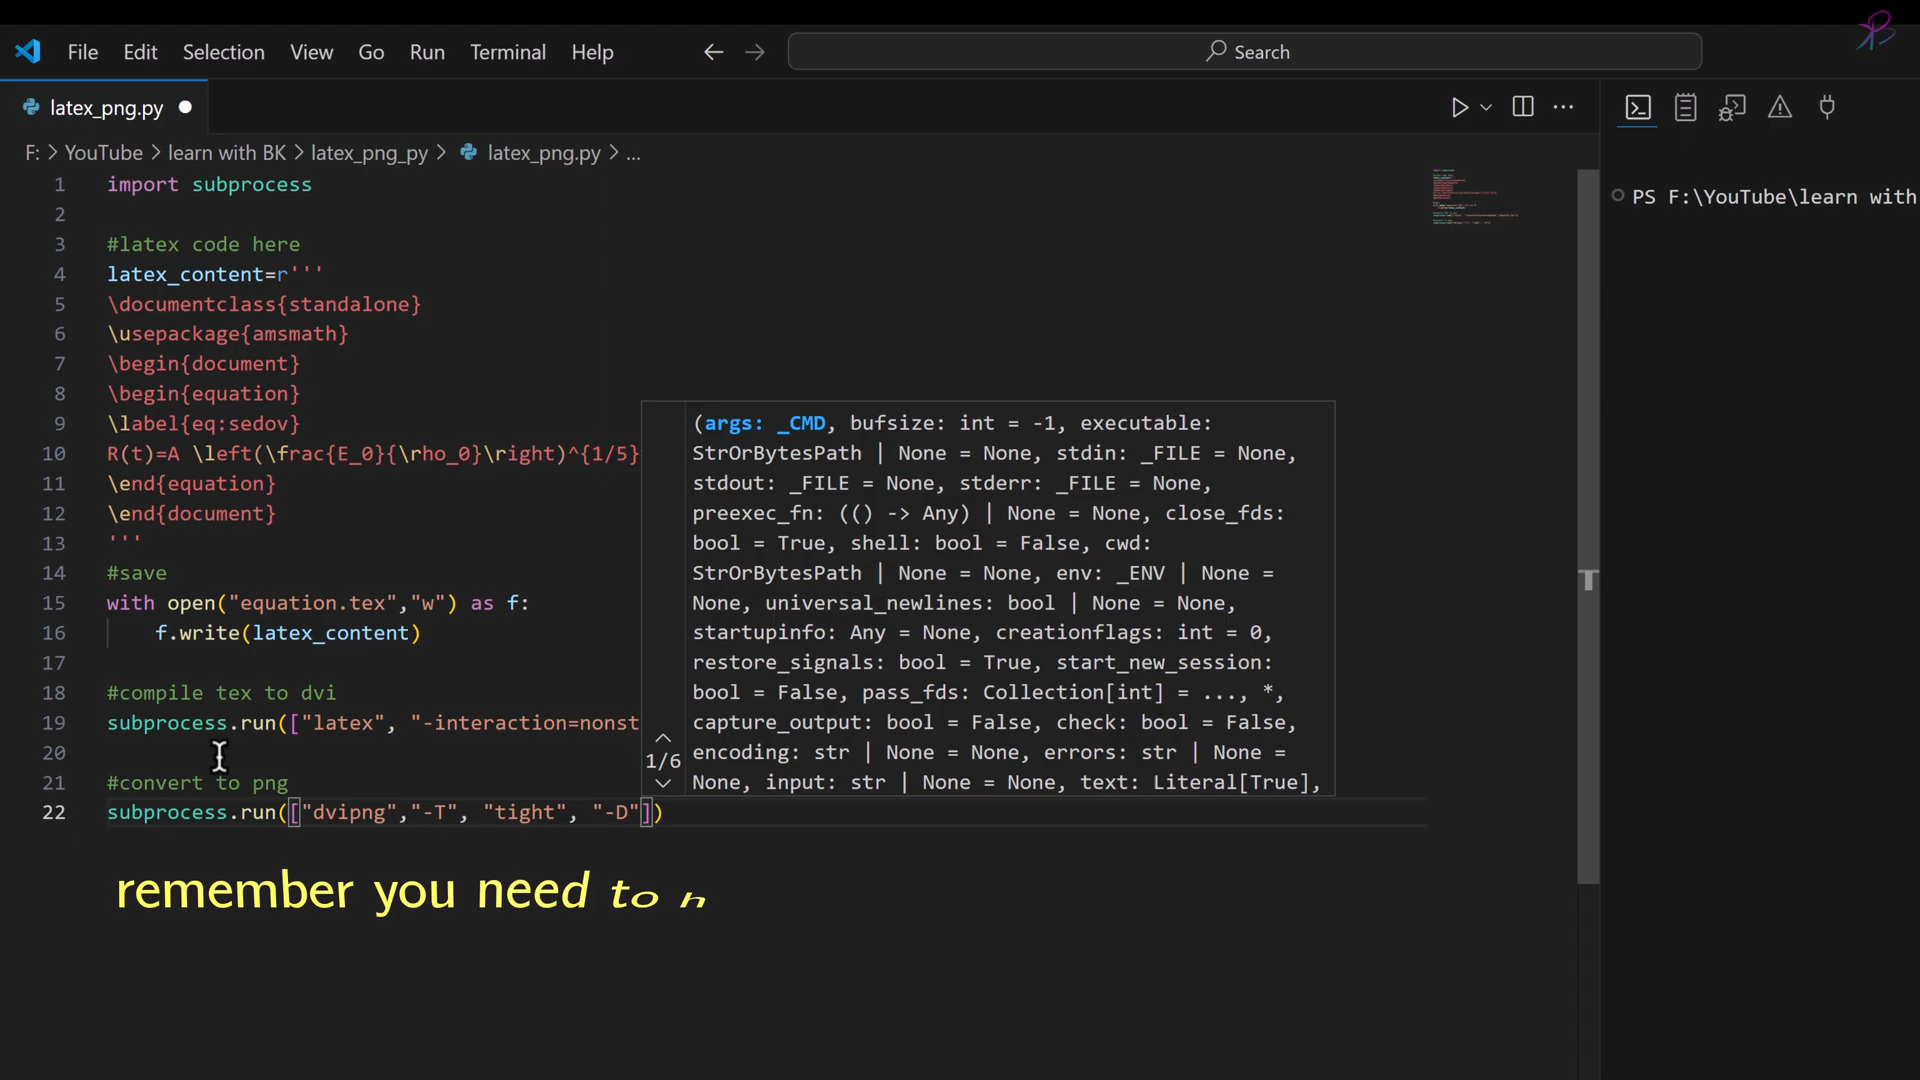 File Edit Selection View Go Run Terminal Help Search
latex_png.py
F: > YouTube > learn with BK > latex_png_py > latex_png.py > ...
1 import subprocess
2
3 #latex code here
4 latex_content=r'''
5 \documentclass{standalone}
6 \usepackage{amsmath}
7 \begin{document}
8 \begin{equation}
9 \label{eq:sedov}
10 R(t)=A \left(\frac{E_0}{\rho_0}\right)^{1/5}
11 \end{equation}
12 \end{document}
13 '''
14 #save
15 with open("equation.tex","w") as f:
16 f.write(latex_content)
17
18 #compile tex to dvi
19 subprocess.run(["latex", "-interaction=nonst
20
21 #convert to png
22 subprocess.run(["dvipng","-T", "tight", "-D"])
(args: _CMD, bufsize: int = -1, executable:
StrOrBytesPath | None = None, stdin: _FILE = None,
stdout: _FILE = None, stderr: _FILE = None,
preexec_fn: (() -> Any) | None = None, close_fds:
bool = True, shell: bool = False, cwd:
StrOrBytesPath | None = None, env: _ENV | None =
None, universal_newlines: bool | None = None,
startupinfo: Any = None, creationflags: int = 0,
restore_signals: bool = True, start_new_session:
bool = False, pass_fds: Collection[int] = ..., *,
capture_output: bool = False, check: bool = False,
encoding: str | None = None, errors: str | None =
None, input: str | None = None, text: Literal[True],
1/6
PS F:\YouTube\learn with
remember you need to n